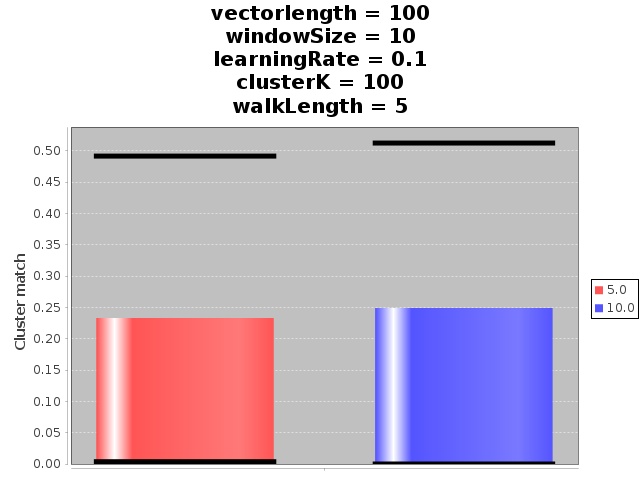 vectorlength = 100
windowSize = 10
learningRate = 0.1
clusterK = 100
walkLength = 5
0.50
0.45
0.40
0.35
0.30
0.25
0.20
0.15
0.10
0.05
0.00
Cluster match
5.0
10.0